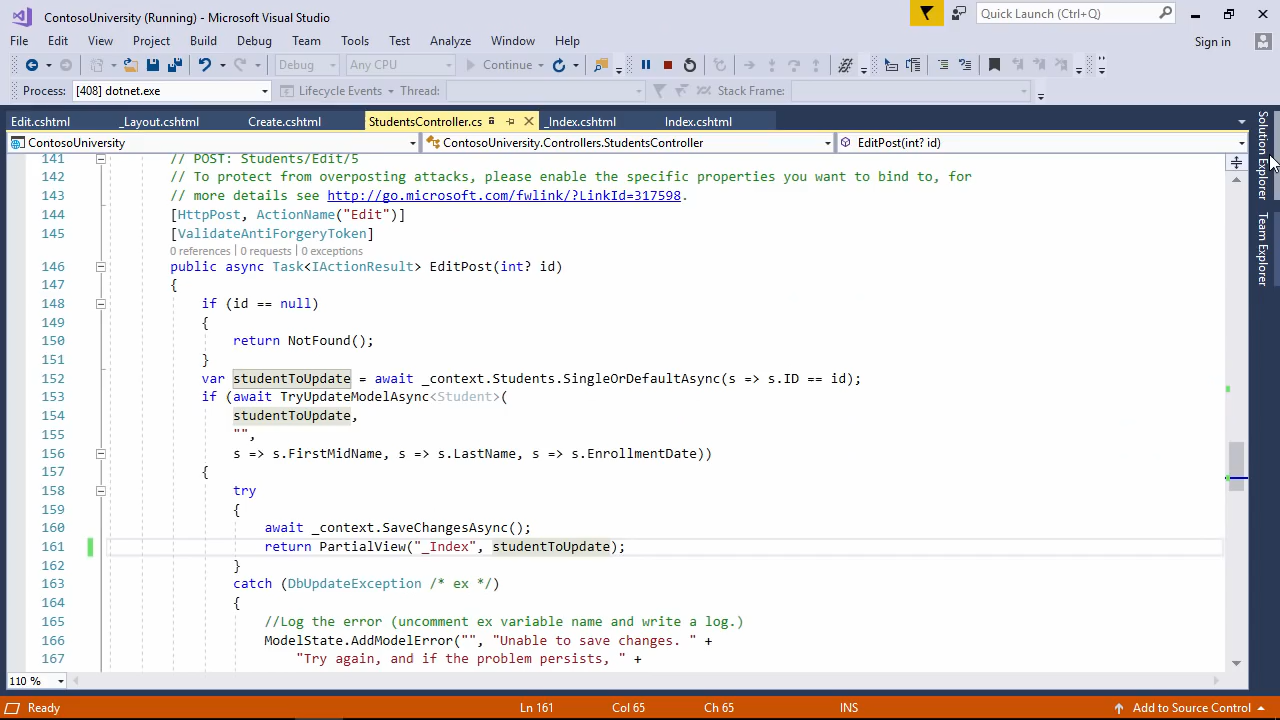 ContosoUniversity (Running) - Microsoft Visual Studio
Quick Launch (Ctrl+Q)
File Edit View Project Build Debug Team Tools Test Analyze Window Help
Sign in
Debug Any CPU Continue
Process: [408] dotnet.exe Lifecycle Events Thread: Stack Frame:
Edit.cshtml _Layout.cshtml Create.cshtml StudentsController.cs _Index.cshtml Index.cshtml
ContosoUniversity ContosoUniversity.Controllers.StudentsController EditPost(int? id)
141 // POST: Students/Edit/5
142 // To protect from overposting attacks, please enable the specific properties you want to bind to, for
143 // more details see http://go.microsoft.com/fwlink/?LinkId=317598.
144 [HttpPost, ActionName("Edit")]
145 [ValidateAntiForgeryToken]
0 references | 0 requests | 0 exceptions
146 public async Task<IActionResult> EditPost(int? id)
147 {
148 if (id == null)
149 {
150 return NotFound();
151 }
152 var studentToUpdate = await _context.Students.SingleOrDefaultAsync(s => s.ID == id);
153 if (await TryUpdateModelAsync<Student>(
154 studentToUpdate,
155 "",
156 s => s.FirstMidName, s => s.LastName, s => s.EnrollmentDate))
157 {
158 try
159 {
160 await _context.SaveChangesAsync();
161 return PartialView("_Index", studentToUpdate);
162 }
163 catch (DbUpdateException /* ex */)
164 {
165 //Log the error (uncomment ex variable name and write a log.)
166 ModelState.AddModelError("", "Unable to save changes. " +
167 "Try again, and if the problem persists, " +
Solution Explorer
Team Explorer
110 %
Ready Ln 161 Col 65 Ch 65 INS Add to Source Control